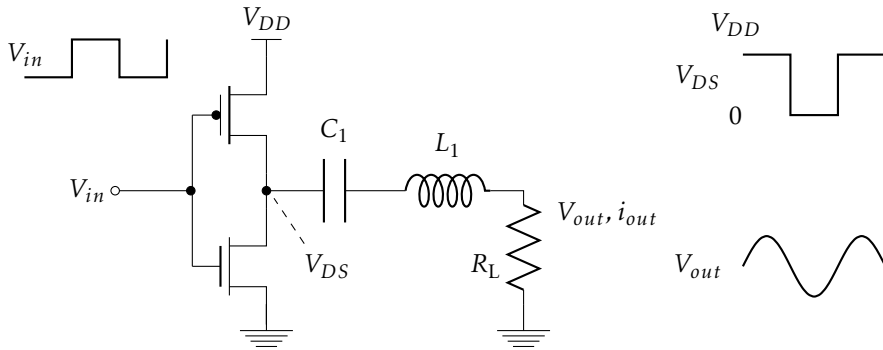 V_in
V_DD
C_1
L_1
V_in
V_DS
R_L
V_out, i_out
V_DD
V_DS
0
V_out